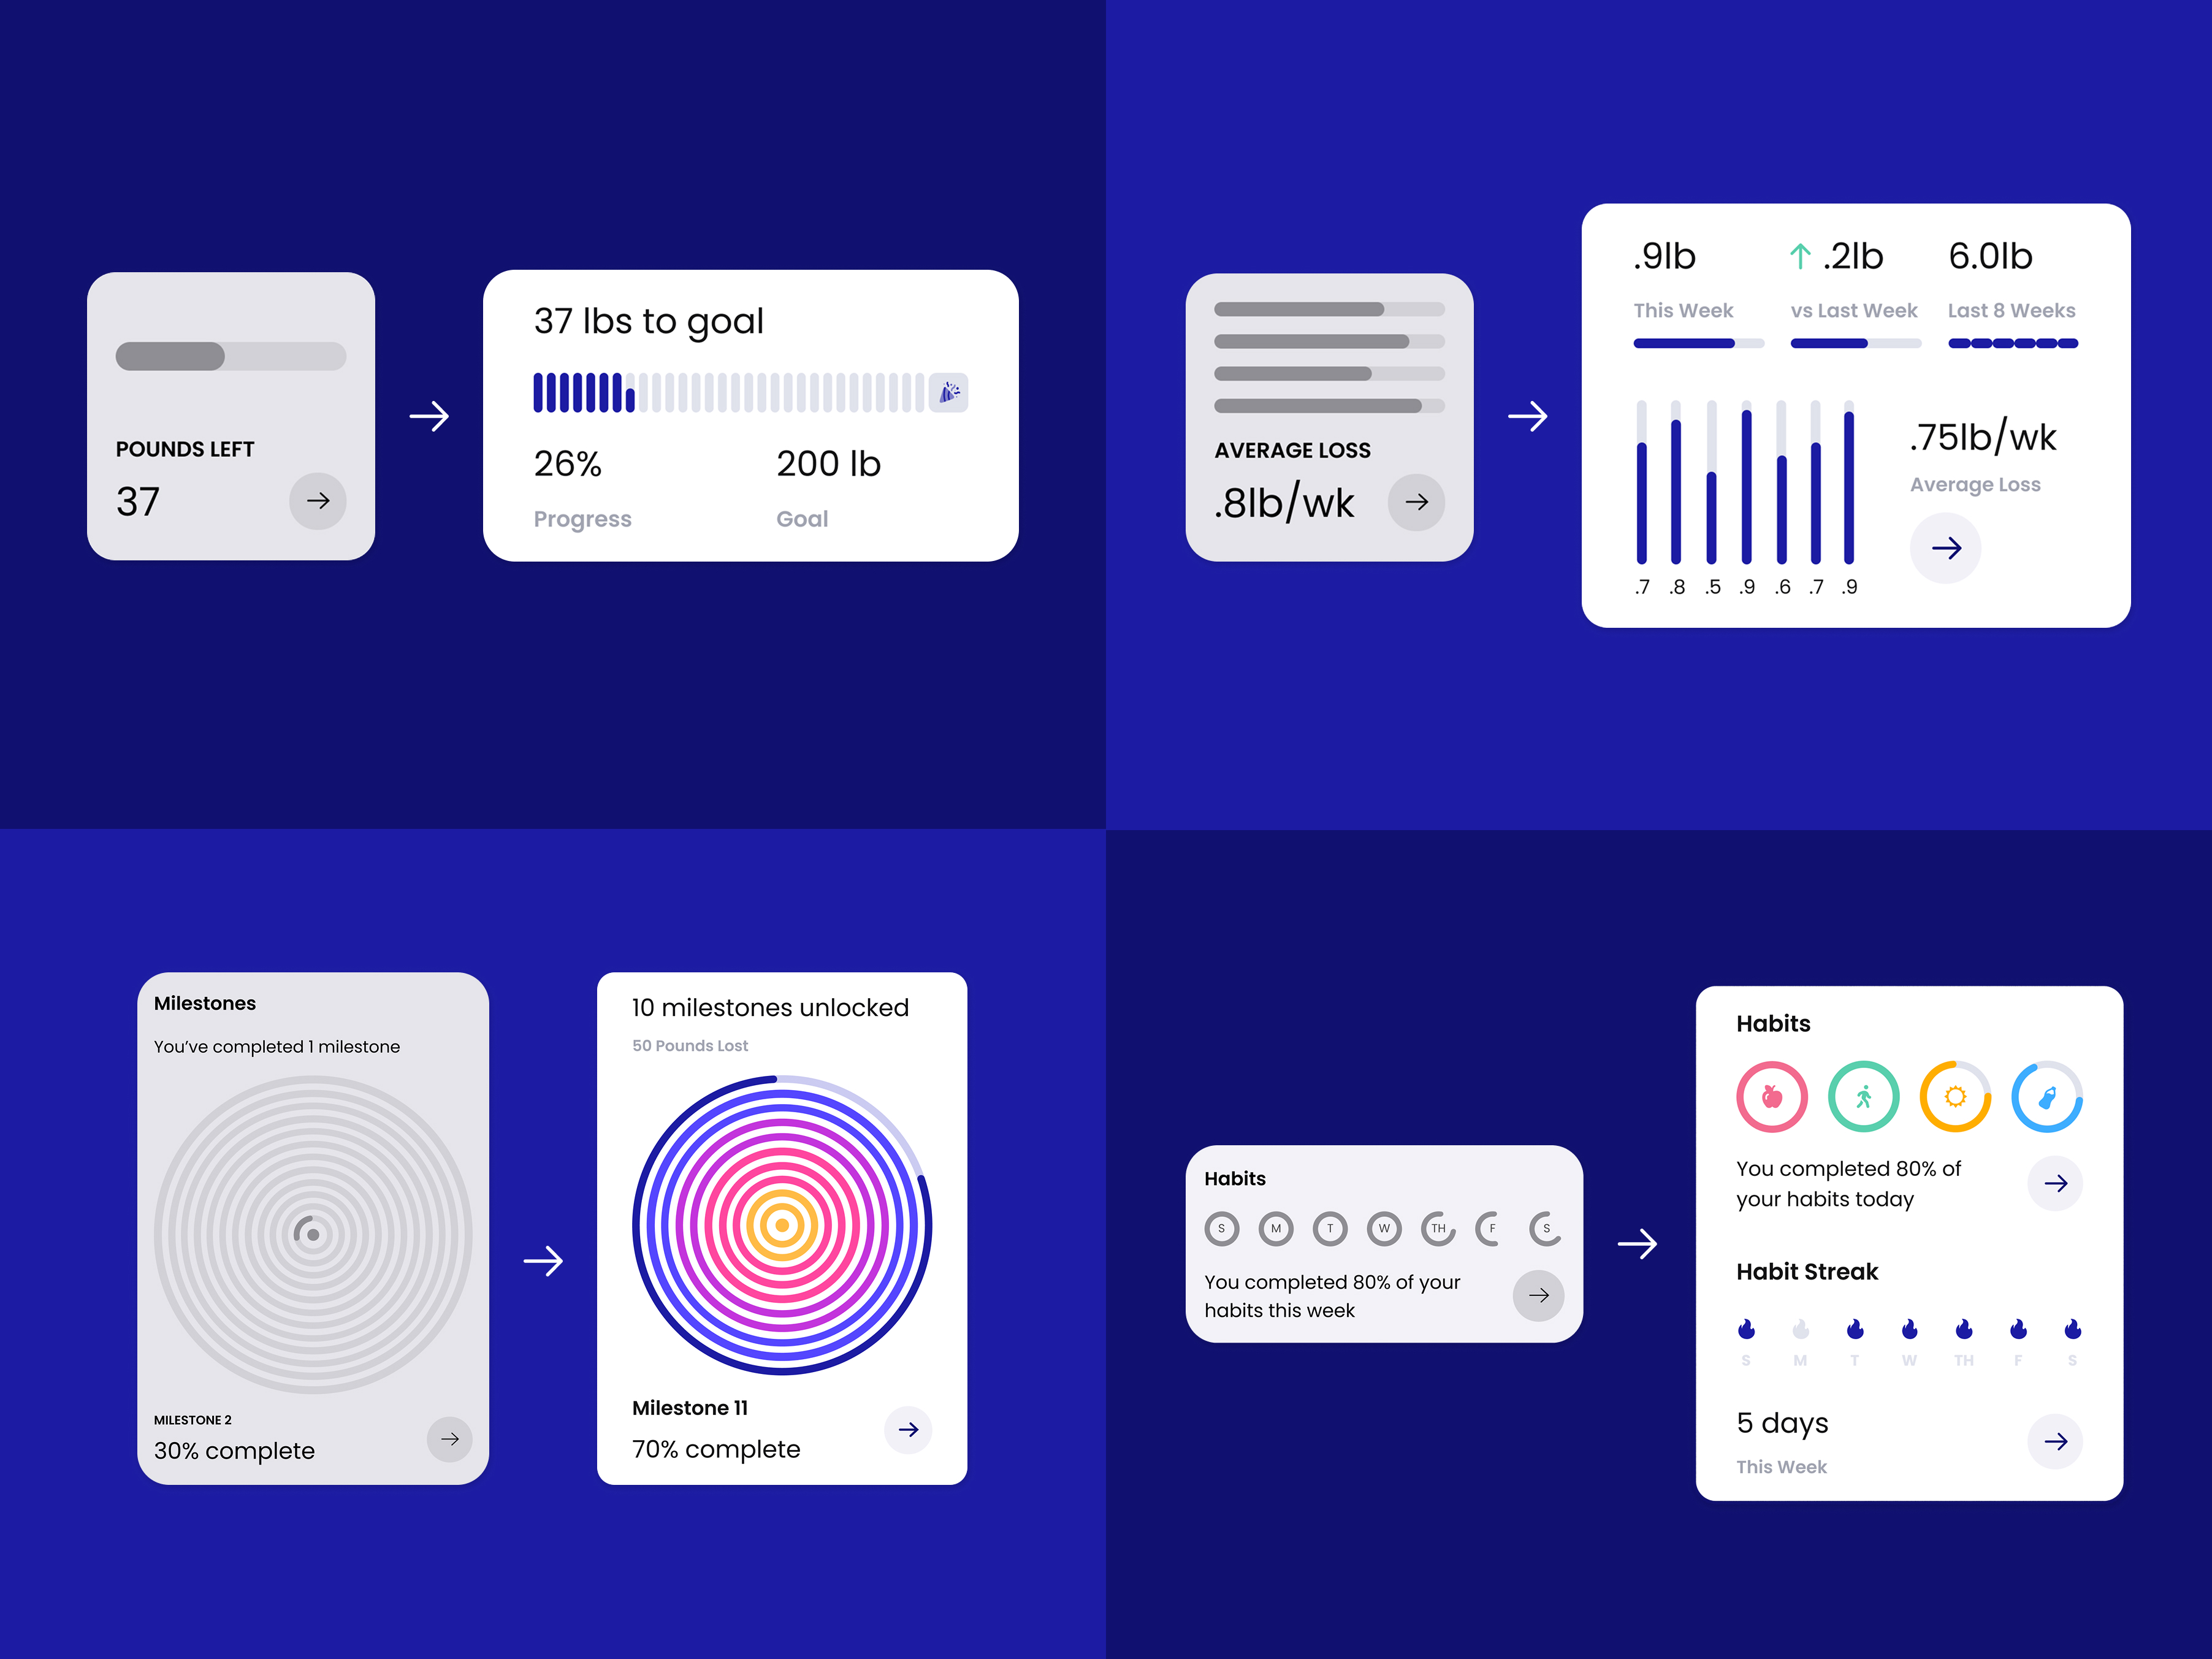 POUNDS LEFT
37
37 lbs to goal
26%
200 lb
Progress
Goal
AVERAGE LOSS
.8lb/wk
.9lb
.2lb
6.0lb
This Week
vs Last Week
Last 8 Weeks
.75lb/wk
Average Loss
.7 .8 .5 .9 .6 .7 .9
Milestones
You've completed 1 milestone
MILESTONE 2
30% complete
10 milestones unlocked
50 Pounds Lost
Milestone 11
70% complete
Habits
S M T W TH F S
You completed 80% of your
habits this week
Habits
You completed 80% of
your habits today
Habit Streak
S M T W TH F S
5 days
This Week